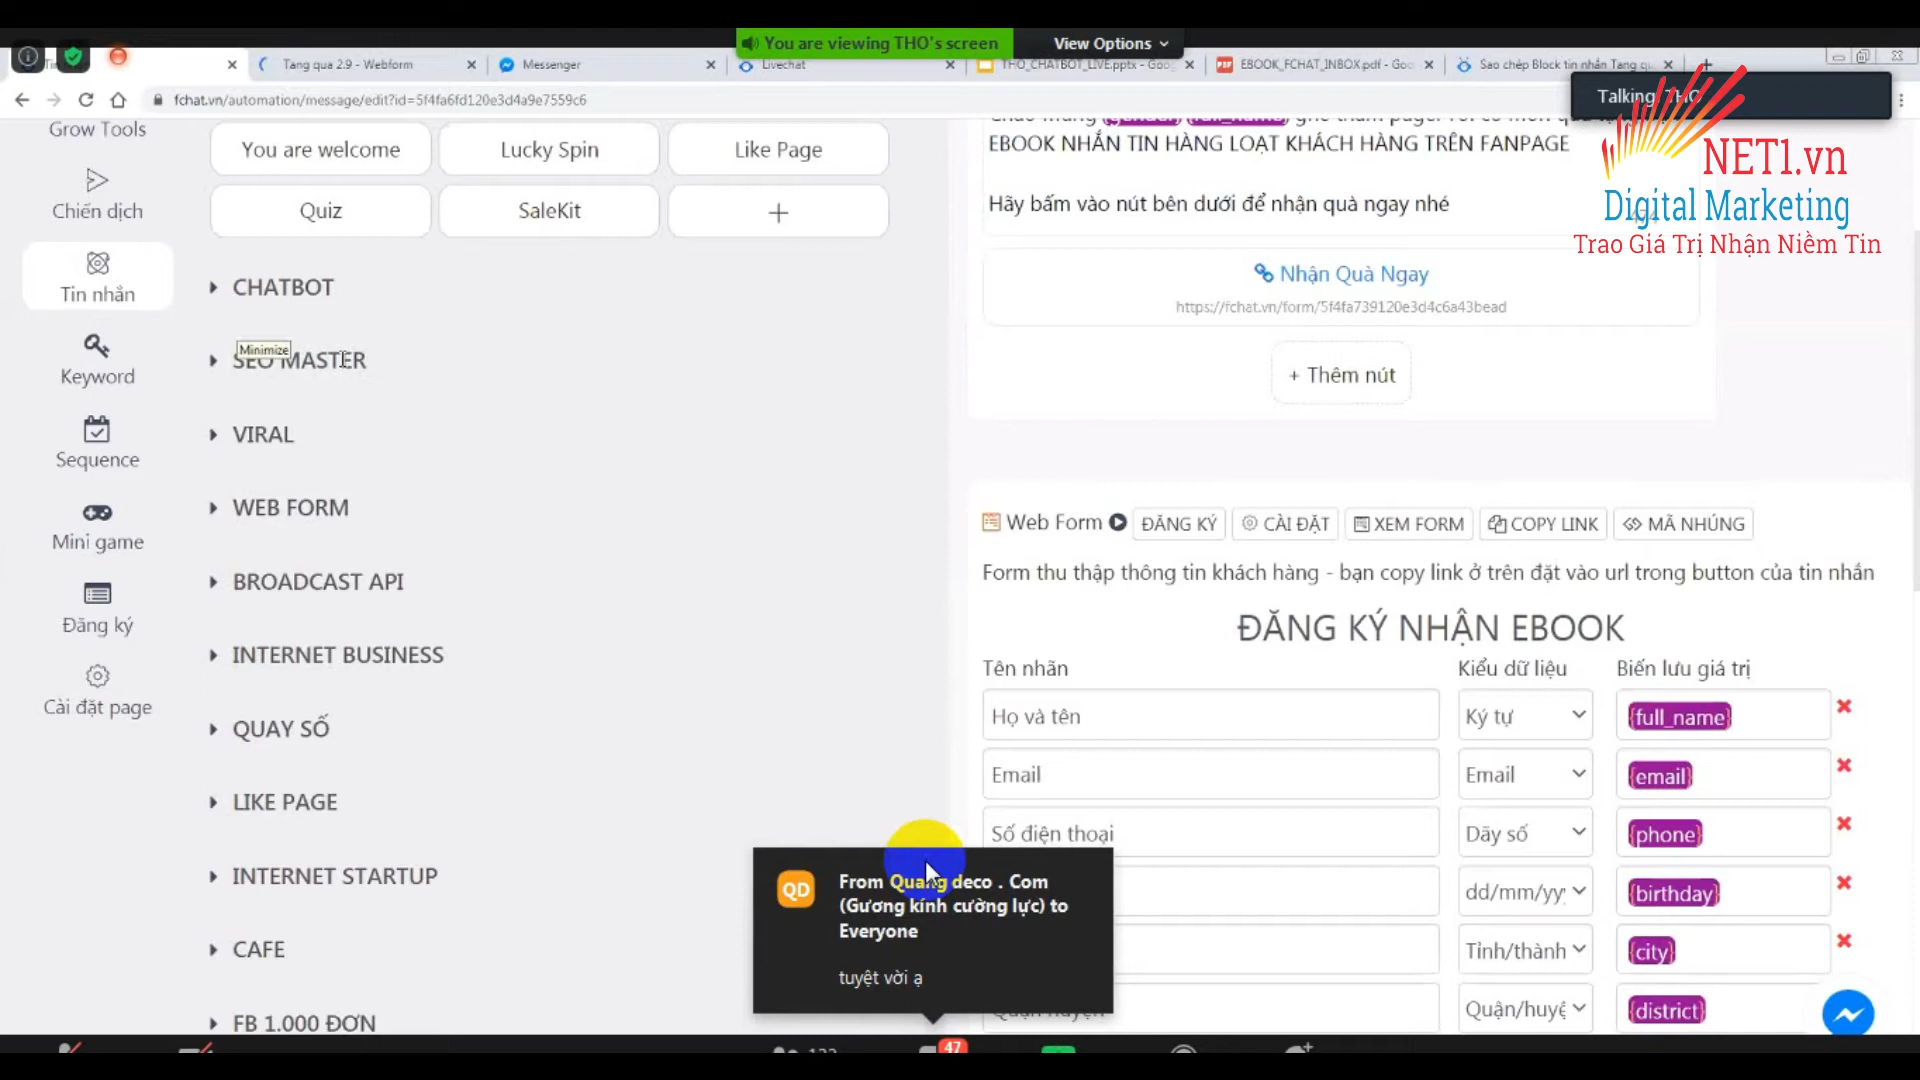 You are viewing THO's screen
View Options
Tang qua 2.9 - Webform
Messenger
Livechat
THO_CHATBOT_LIVE.pptx - Goo
EBOOK_FCHAT_INBOX.pdf - Goo
Sao chép Block tin nhắn Tang qu
fchat.vn/automation/message/edit?id=5f4fa6fd120e3d4a9e7559c6
Talking: THO
NET1.vn
Digital Marketing
Trao Giá Trị Nhận Niềm Tin
Grow Tools
Chiến dịch
Tin nhắn
Keyword
Sequence
Mini game
Đăng ký
Cài đặt page
You are welcome
Lucky Spin
Like Page
Quiz
SaleKit
+
CHATBOT
Minimize
SEO MASTER
VIRAL
WEB FORM
BROADCAST API
INTERNET BUSINESS
QUAY SỐ
LIKE PAGE
INTERNET STARTUP
CAFE
FB 1.000 ĐƠN
EBOOK NHẮN TIN HÀNG LOẠT KHÁCH HÀNG TRÊN FANPAGE
Hãy bấm vào nút bên dưới để nhận quà ngay nhé
Nhận Quà Ngay
https://fchat.vn/form/5f4fa739120e3d4c6a43bead
+ Thêm nút
Web Form ĐĂNG KÝ CÀI ĐẶT XEM FORM COPY LINK MÃ NHÚNG
Form thu thập thông tin khách hàng - bạn copy link ở trên đặt vào url trong button của tin nhắn
ĐĂNG KÝ NHẬN EBOOK
Tên nhãn Kiểu dữ liệu Biến lưu giá trị
Họ và tên Ký tự {full_name}
Email Email {email}
Số điện thoại Dãy số {phone}
dd/mm/yy {birthday}
Tỉnh/thành {city}
Quận/huyệ {district}
QD
From Quang deco . Com
(Gương kính cường lực) to
Everyone
tuyệt vời ạ
47